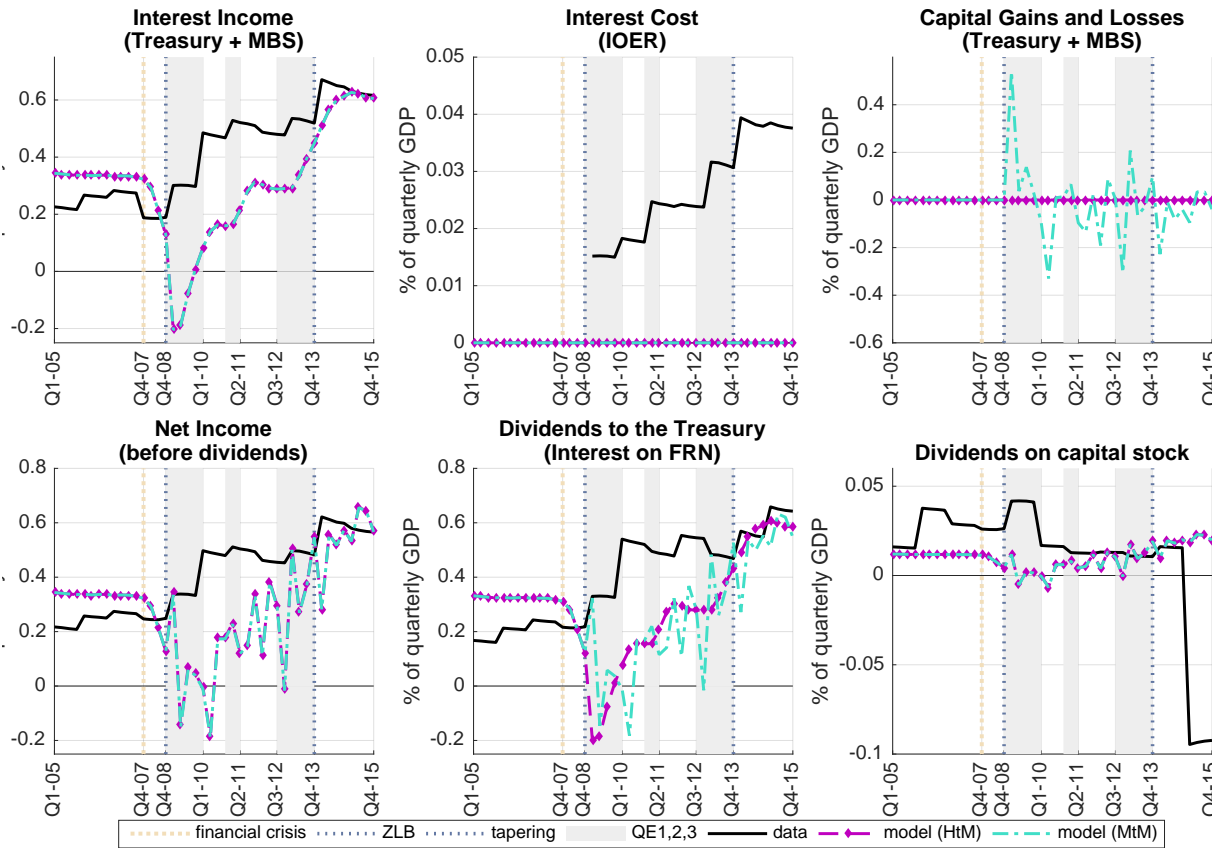 Interest Income
(Treasury + MBS)
0.6
0.4
0.2
0
-0.2
Q1-05
Q4-07
Q4-08
Q1-10
Q2-11
Q3-12
Q4-13
Q4-15
Interest Cost
(IOER)
% of quarterly GDP
0.05
0.04
0.03
0.02
0.01
0
Q1-05
Q4-07
Q4-08
Q1-10
Q2-11
Q3-12
Q4-13
Q4-15
Capital Gains and Losses
(Treasury + MBS)
% of quarterly GDP
0.4
0.2
0
-0.2
-0.4
-0.6
Q1-05
Q4-07
Q4-08
Q1-10
Q2-11
Q3-12
Q4-13
Q4-15
Net Income
(before dividends)
0.8
0.6
0.4
0.2
0
-0.2
Q1-05
Q4-07
Q4-08
Q1-10
Q2-11
Q3-12
Q4-13
Q4-15
Dividends to the Treasury
(Interest on FRN)
% of quarterly GDP
0.8
0.6
0.4
0.2
0
-0.2
Q1-05
Q4-07
Q4-08
Q1-10
Q2-11
Q3-12
Q4-13
Q4-15
Dividends on capital stock
% of quarterly GDP
0.05
0
-0.05
-0.1
Q1-05
Q4-07
Q4-08
Q1-10
Q2-11
Q3-12
Q4-13
Q4-15
financial crisis ZLB tapering QE1,2,3 data model (HtM) model (MtM)